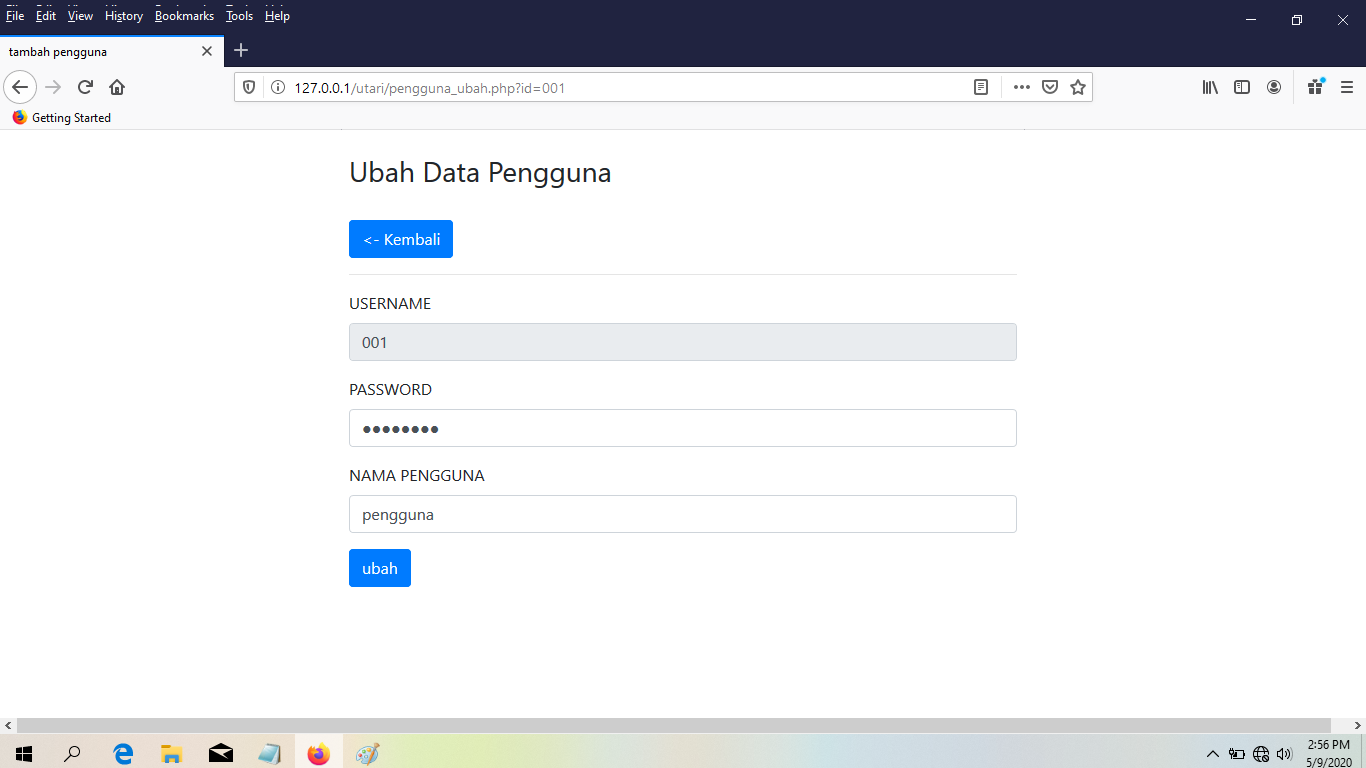 File Edit View History Bookmarks Tools Help
tambah pengguna
127.0.0.1/utari/pengguna_ubah.php?id=001
Getting Started
Ubah Data Pengguna
<- Kembali
USERNAME
001
PASSWORD
●●●●●●●●
NAMA PENGGUNA
pengguna
ubah
2:56 PM
5/9/2020